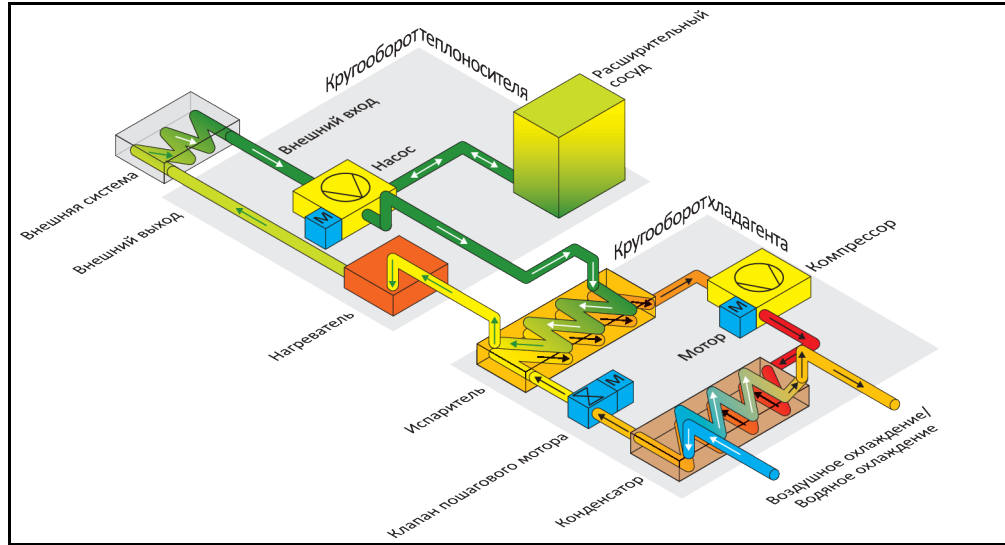 Кругооборот теплоносителя
Расширительный
сосуд
Внешний вход
Насос
М
Внешняя система
Внешний выход
Нагреватель
Кругооборот хладагента
Компрессор
М
Мотор
Испаритель
М
Клапан пошагового мотора
Конденсатор
Воздушное охлаждение/
Водяное охлаждение